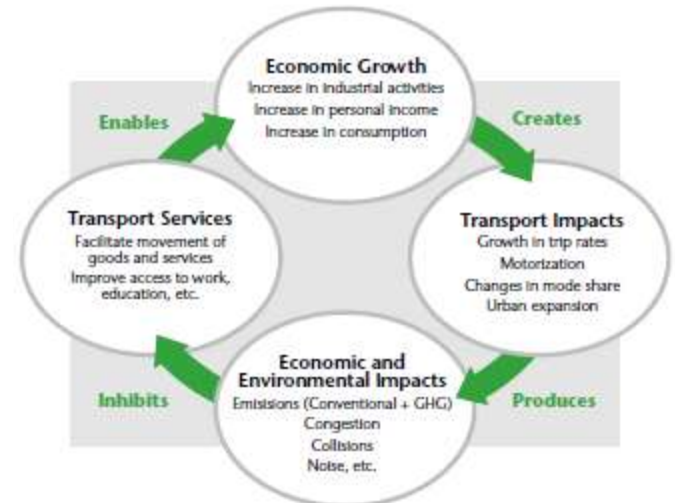 Economic Growth
Increase in industrial activities
Increase in personal income
Increase in consumption
Enables
Creates
Transport Services
Facilitate movement of
goods and services
Improve access to work,
education, etc.
Transport Impacts
Growth in trip rates
Motorization
Changes in mode share
Urban expansion
Economic and
Environmental Impacts
Emisisions (Conventional + GHG)
Congestion
Collisions
Noise, etc.
Inhibits
Produces